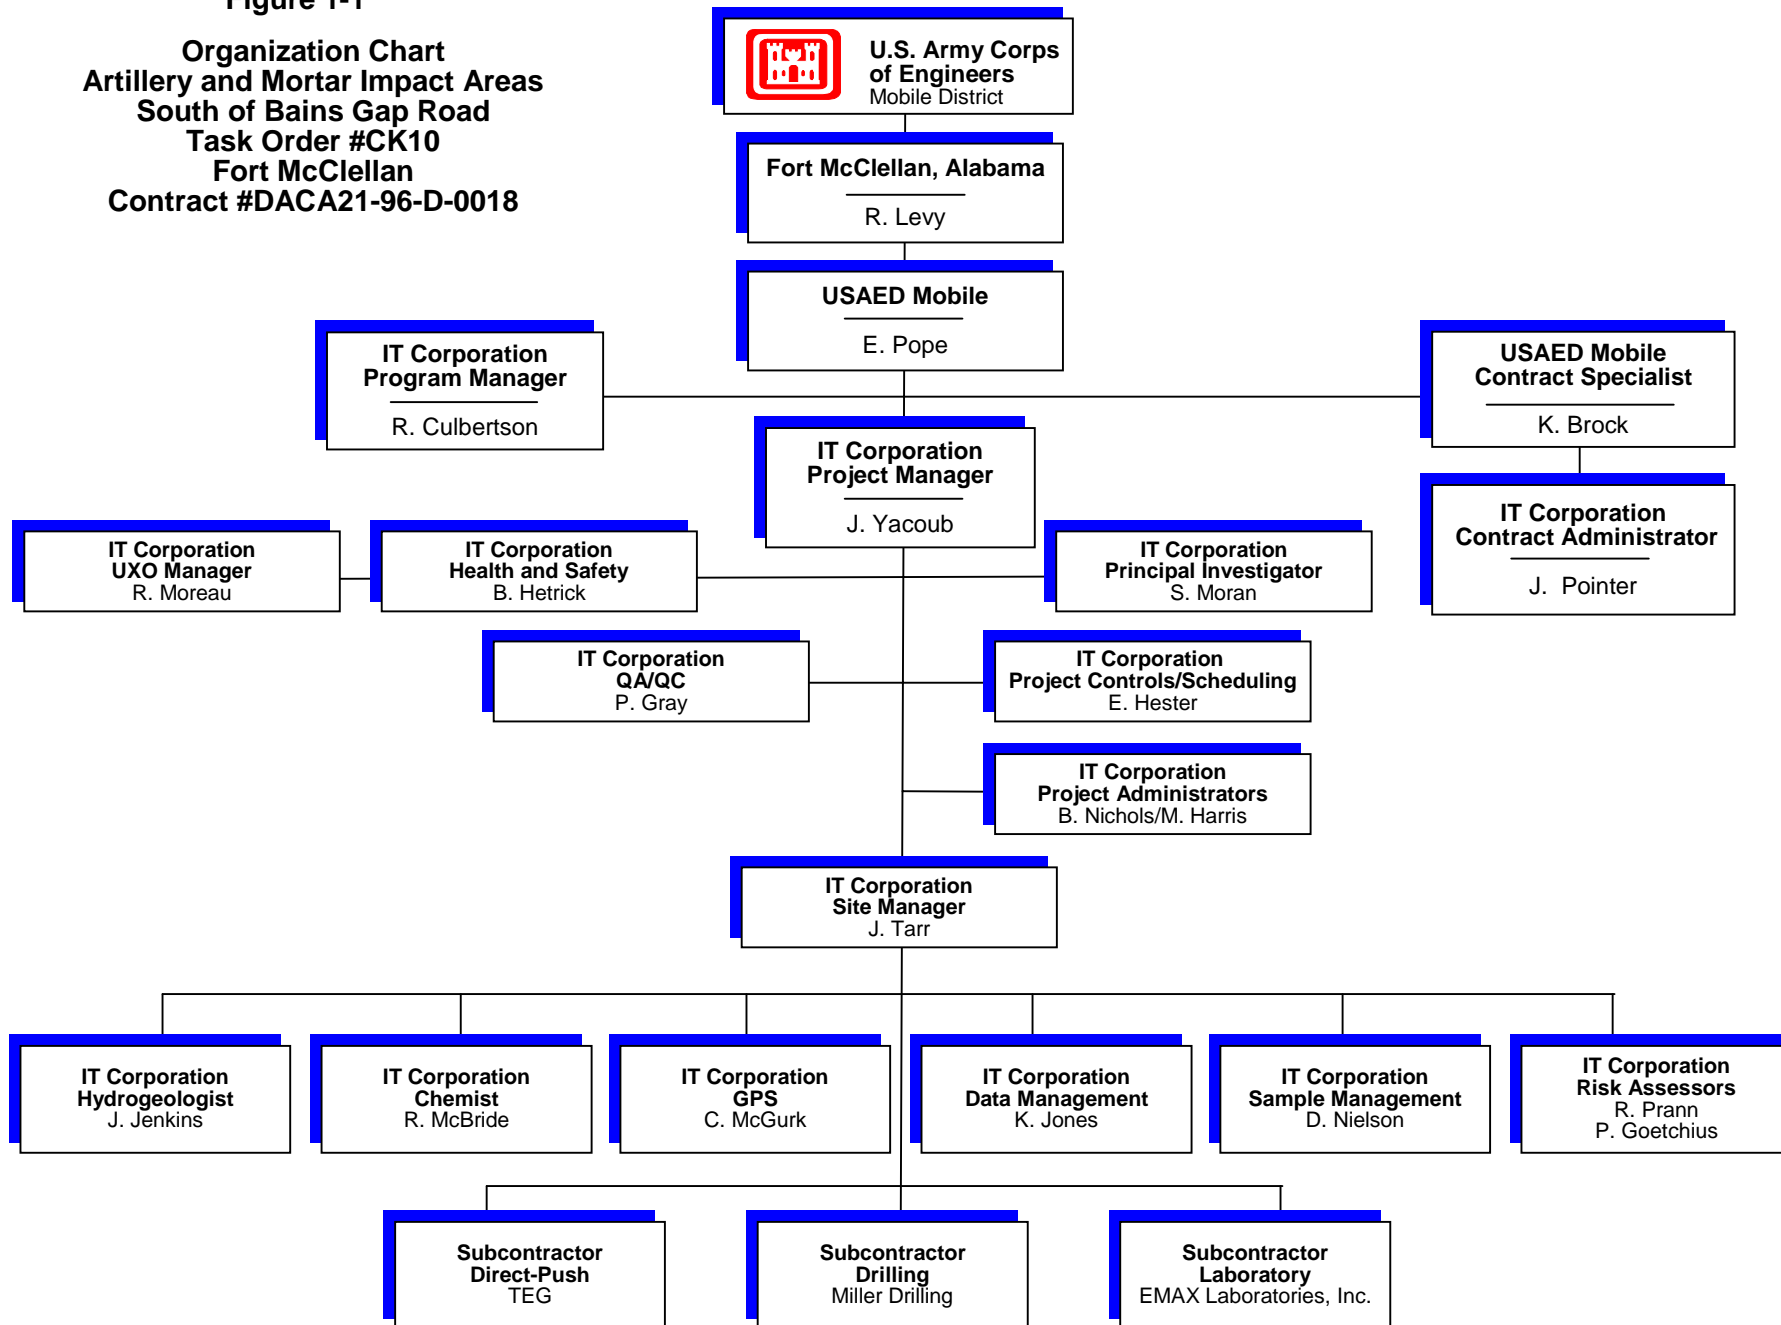 Figure 1-1
Organization Chart
Artillery and Mortar Impact Areas
South of Bains Gap Road
Task Order #CK10
Fort McClellan
Contract #DACA21-96-D-0018
U.S. Army Corps
of Engineers
Mobile District
Fort McClellan, Alabama
R. Levy
USAED Mobile
E. Pope
IT Corporation
Program Manager
R. Culbertson
USAED Mobile
Contract Specialist
K. Brock
IT Corporation
Project Manager
J. Yacoub
IT Corporation
Contract Administrator
J. Pointer
IT Corporation
UXO Manager
R. Moreau
IT Corporation
Health and Safety
B. Hetrick
IT Corporation
Principal Investigator
S. Moran
IT Corporation
QA/QC
P. Gray
IT Corporation
Project Controls/Scheduling
E. Hester
IT Corporation
Project Administrators
B. Nichols/M. Harris
IT Corporation
Site Manager
J. Tarr
IT Corporation
Hydrogeologist
J. Jenkins
IT Corporation
Chemist
R. McBride
IT Corporation
GPS
C. McGurk
IT Corporation
Data Management
K. Jones
IT Corporation
Sample Management
D. Nielson
IT Corporation
Risk Assessors
R. Prann
P. Goetchius
Subcontractor
Direct-Push
TEG
Subcontractor
Drilling
Miller Drilling
Subcontractor
Laboratory
EMAX Laboratories, Inc.